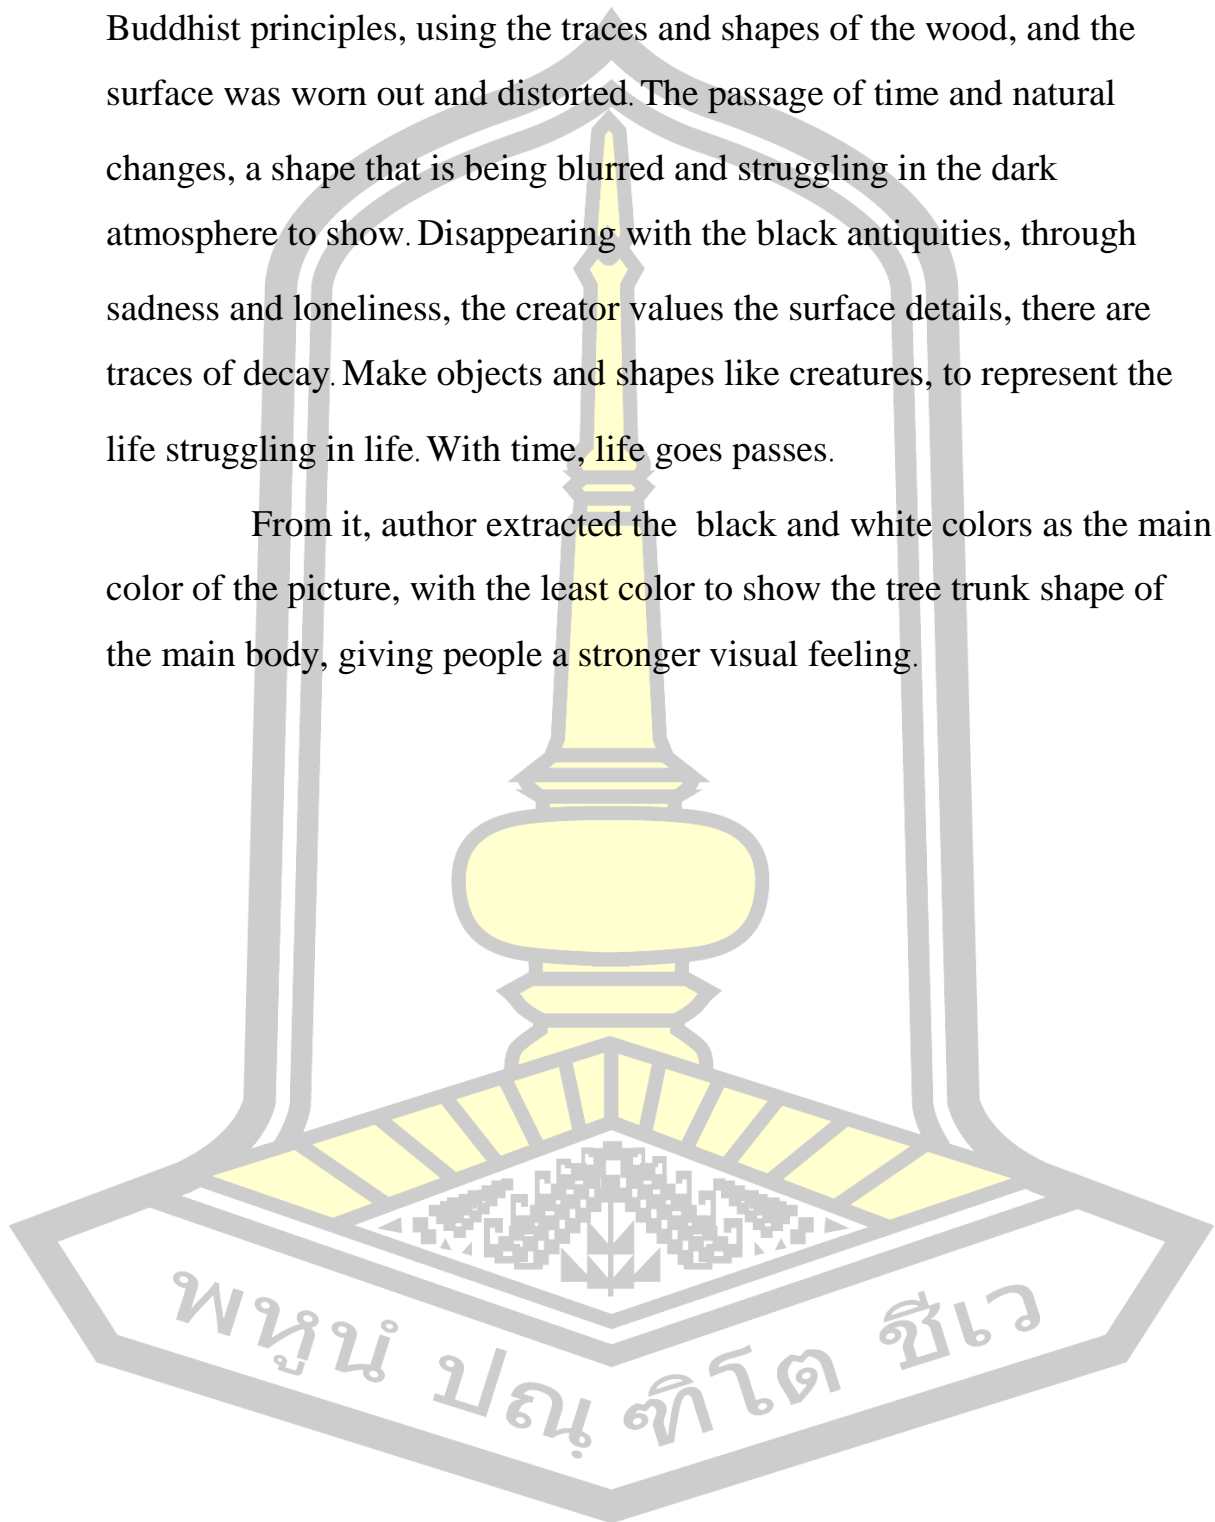 Buddhist principles, using the traces and shapes of the wood, and the
surface was worn out and distorted. The passage of time and natural
changes, a shape that is being blurred and struggling in the dark
atmosphere to show. Disappearing with the black antiquities, through
sadness and loneliness, the creator values the surface details, there are
traces of decay. Make objects and shapes like creatures, to represent the
life struggling in life. With time, life goes passes.
From it, author extracted the  black and white colors as the main
color of the picture, with the least color to show the tree trunk shape of
the main body, giving people a stronger visual feeling.
พหูนํ ปณฺ ฑิโต ชีเว